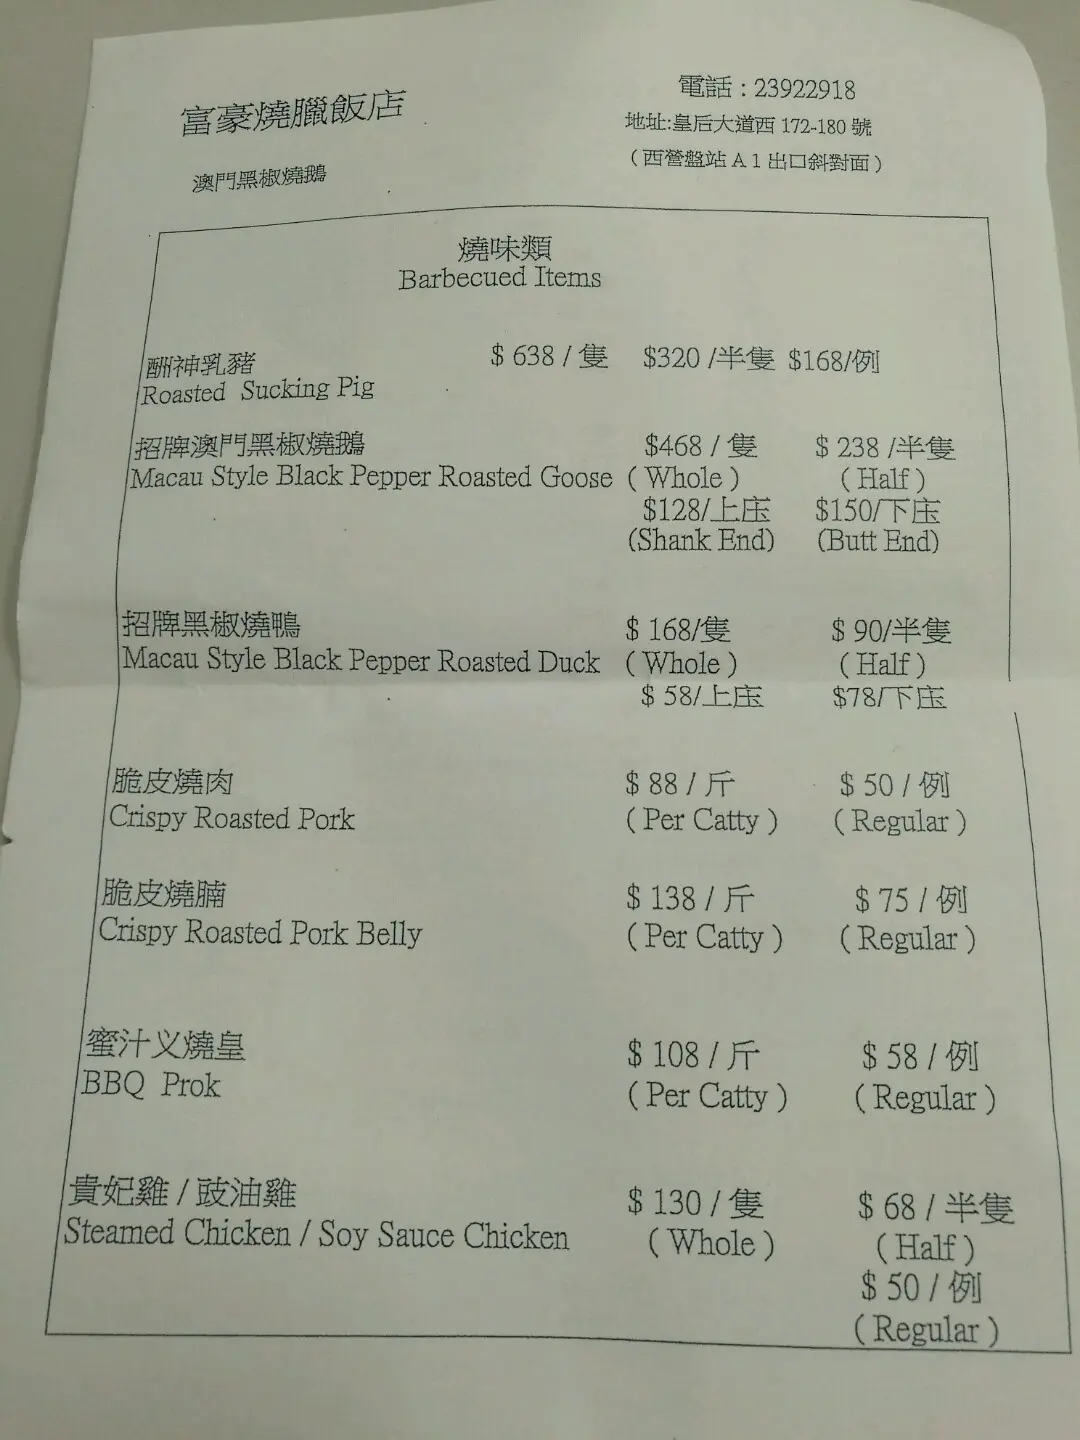 富豪燒臘飯店
電話 : 23922918
地址:皇后大道西 172-180 號
( 西營盤站 A 1 出口斜對面 )
澳門黑椒燒鵝
燒味類
Barbecued Items
酬神乳豬 $ 638 / 隻 $320 /半隻 $168/例
Roasted Sucking Pig
招牌澳門黑椒燒鵝 $468 / 隻 $ 238 /半隻
Macau Style Black Pepper Roasted Goose ( Whole ) ( Half )
$128/上庄 $150/下庄
(Shank End) (Butt End)
招牌黑椒燒鴨 $ 168/隻 $ 90/半隻
Macau Style Black Pepper Roasted Duck ( Whole ) ( Half )
$ 58/上庄 $78/下庄
脆皮燒肉 $ 88 / 斤 $ 50 / 例
Crispy Roasted Pork ( Per Catty ) ( Regular )
脆皮燒腩 $ 138 / 斤 $ 75 / 例
Crispy Roasted Pork Belly ( Per Catty ) ( Regular )
蜜汁义燒皇 $ 108 / 斤 $ 58 / 例
BBQ Prok ( Per Catty ) ( Regular )
貴妃雞 / 豉油雞 $ 130 / 隻 $ 68 / 半隻
Steamed Chicken / Soy Sauce Chicken ( Whole ) ( Half )
$ 50 / 例
( Regular )